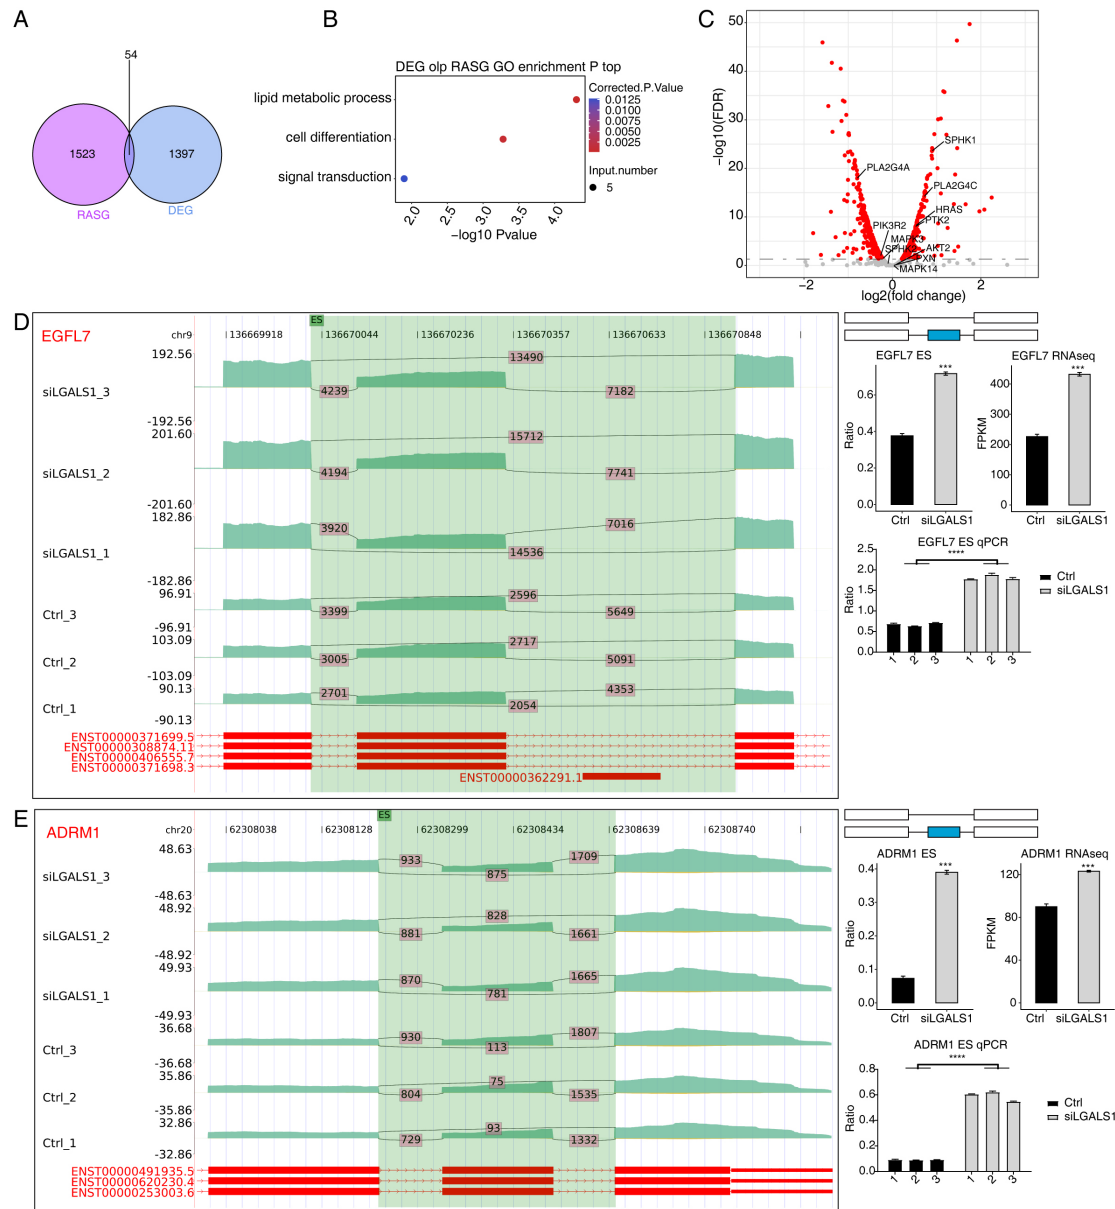 A
54
1523
1397
RASG
DEG
B
DEG olp RASG GO enrichment P top
lipid metabolic process
cell differentiation
signal transduction
2.0
2.5
3.0
3.5
4.0
−log10 Pvalue
Corrected.P.Value
0.0125
0.0100
0.0075
0.0050
0.0025
Input.number
5
C
50
40
30
20
10
0
−log10(FDR)
SPHK1
PLA2G4A
PLA2G4C
HRAS
PTK2
PIK3R2
MAPK3
SPHK2
AKT2
PXN
MAPK14
−2
0
2
log2(fold change)
D
EGFL7
chr9
ES
136669918
136670044
136670236
136670357
136670633
136670848
192.56
siLGALS1_3
-192.56
13490
4239
7182
201.60
siLGALS1_2
-201.60
15712
4194
7741
182.86
siLGALS1_1
-182.86
3920
7016
14536
96.91
Ctrl_3
-96.91
2596
3399
5649
103.09
Ctrl_2
-103.09
2717
3005
5091
90.13
Ctrl_1
-90.13
2701
4353
2054
ENST00000371699.5
ENST00000308874.11
ENST00000406555.7
ENST00000371698.3
ENST00000362291.1
EGFL7 ES
***
Ratio
0.6
0.4
0.2
0.0
Ctrl
siLGALS1
EGFL7 RNAseq
***
FPKM
400
300
200
100
0
Ctrl
siLGALS1
EGFL7 ES qPCR
****
Ratio
2.5
2.0
1.5
1.0
0.5
0.0
1
2
3
1
2
3
Ctrl
siLGALS1
E
ADRM1
chr20
ES
62308038
62308128
62308299
62308434
62308639
62308740
48.63
siLGALS1_3
-48.63
933
1709
875
48.92
siLGALS1_2
-48.92
828
881
1661
49.93
siLGALS1_1
-49.93
870
1665
781
36.68
Ctrl_3
-36.68
930
1807
113
35.86
Ctrl_2
-35.86
75
804
1535
32.86
Ctrl_1
-32.86
93
729
1332
ENST00000491935.5
ENST00000620230.4
ENST00000253003.6
ADRM1 ES
***
Ratio
0.4
0.3
0.2
0.1
0.0
Ctrl
siLGALS1
ADRM1 RNAseq
***
FPKM
120
80
40
0
Ctrl
siLGALS1
ADRM1 ES qPCR
****
Ratio
0.8
0.6
0.4
0.2
0.0
1
2
3
1
2
3
Ctrl
siLGALS1